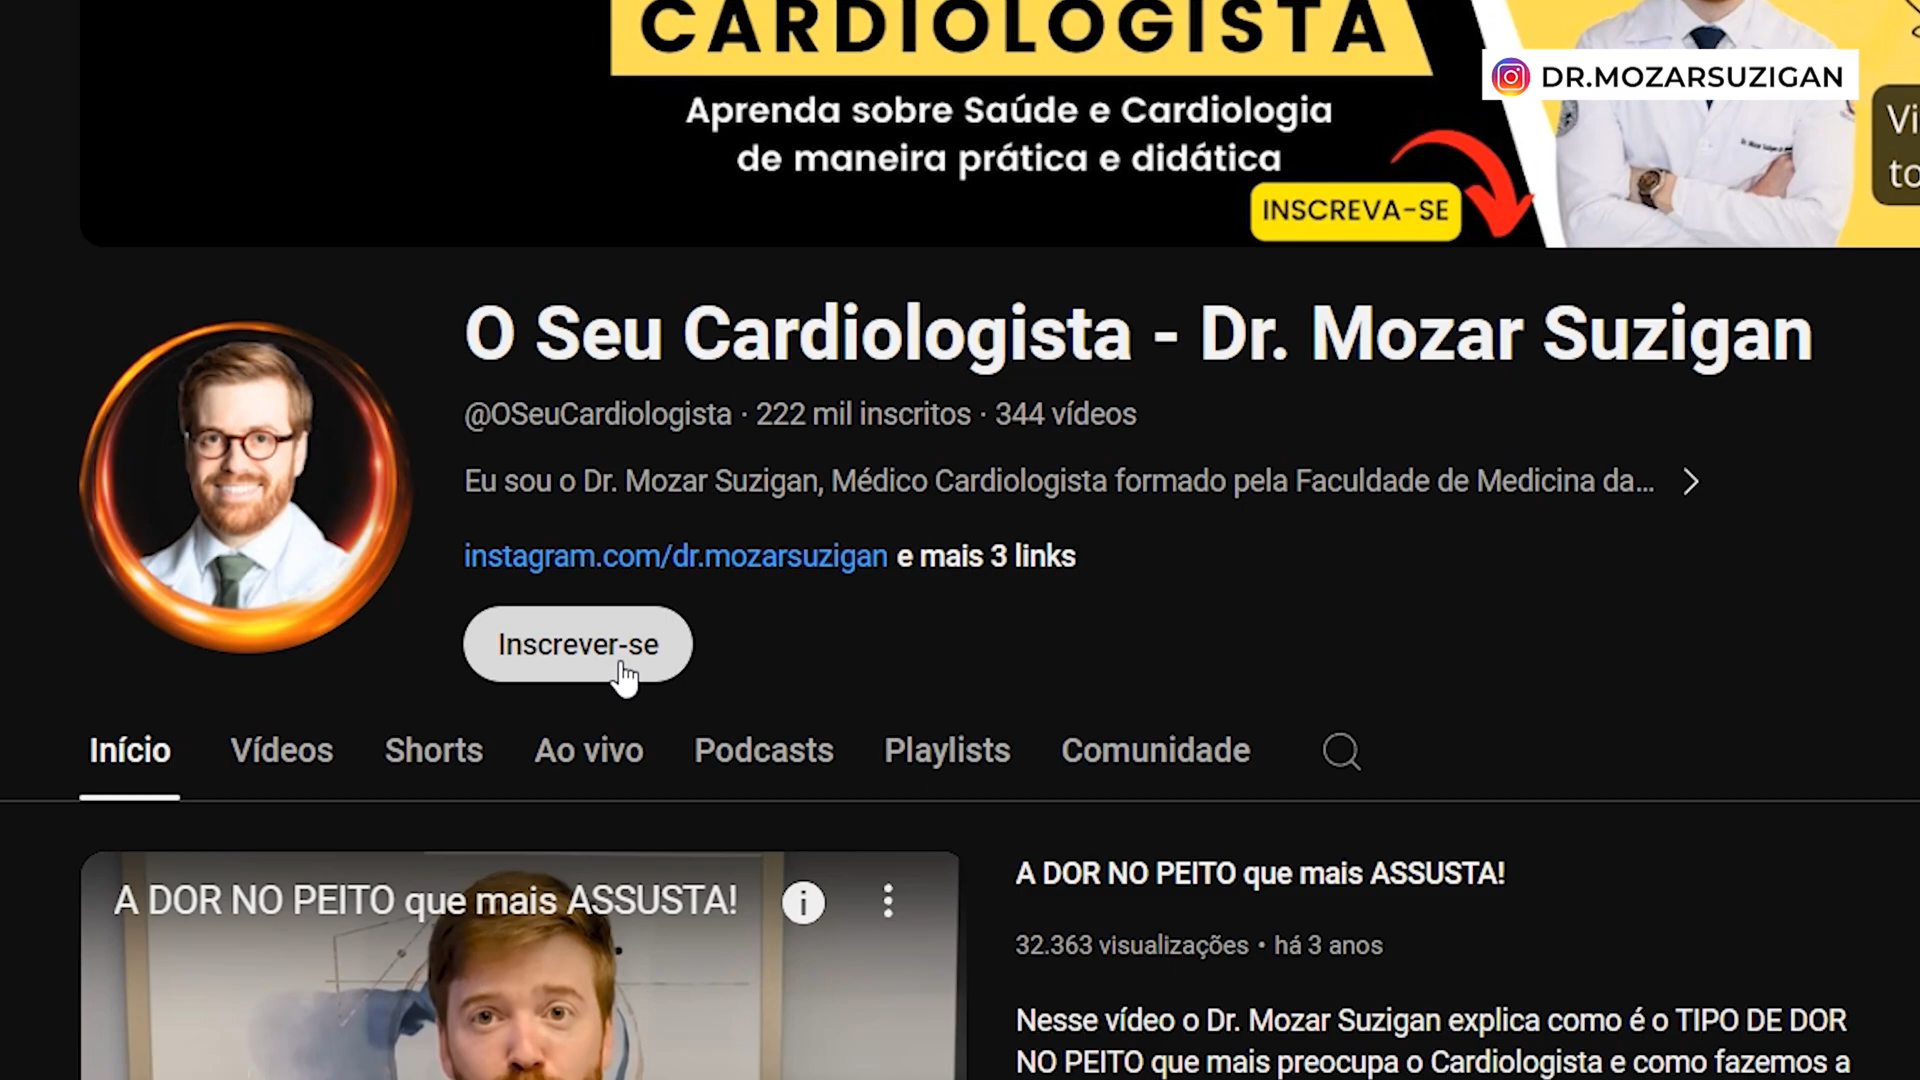 CARDIOLOGISTA
Aprenda sobre Saúde e Cardiologia
de maneira prática e didática
INSCREVA-SE
DR.MOZARSUZIGAN
Vi
to
O Seu Cardiologista - Dr. Mozar Suzigan
@OSeuCardiologista · 222 mil inscritos · 344 vídeos
Eu sou o Dr. Mozar Suzigan, Médico Cardiologista formado pela Faculdade de Medicina da...
instagram.com/dr.mozarsuzigan e mais 3 links
Inscrever-se
Início Vídeos Shorts Ao vivo Podcasts Playlists Comunidade
A DOR NO PEITO que mais ASSUSTA!
A DOR NO PEITO que mais ASSUSTA!
32.363 visualizações • há 3 anos
Nesse vídeo o Dr. Mozar Suzigan explica como é o TIPO DE DOR
NO PEITO que mais preocupa o Cardiologista e como fazemos a